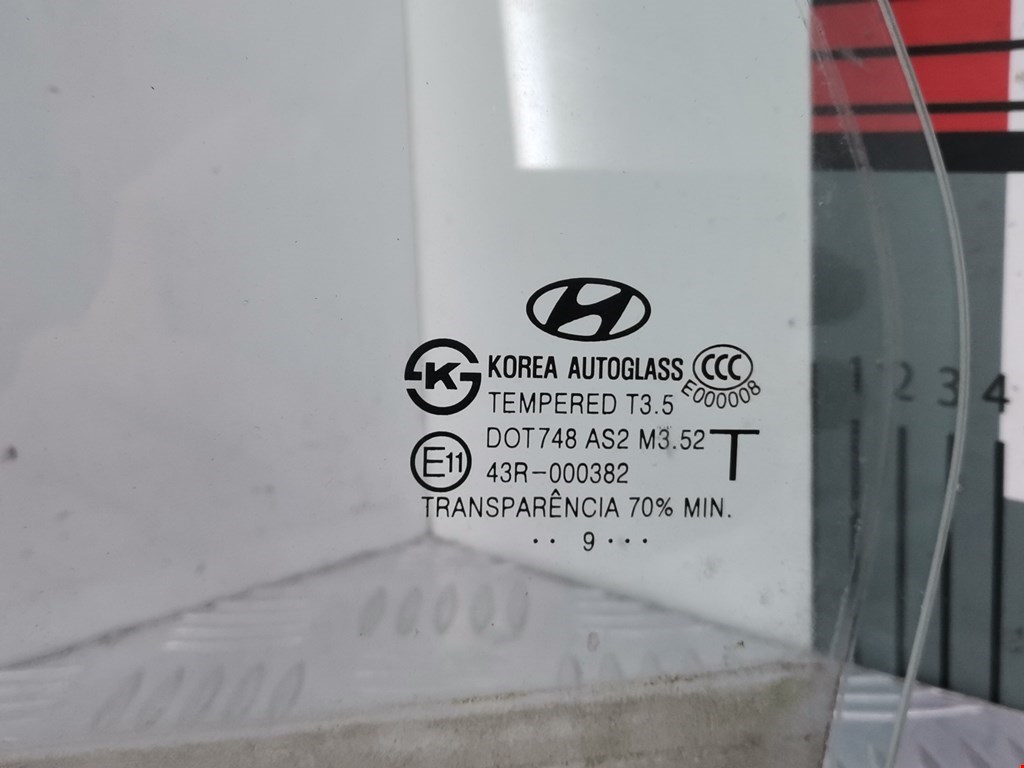 KOREA AUTOGLASS
CCC
E000008
K
TEMPERED T3.5
DOT748 AS2 M3.52 T
E11
43R-000382
TRANSPARÊNCIA 70% MIN.
·· 9 ···
1 2 3 4